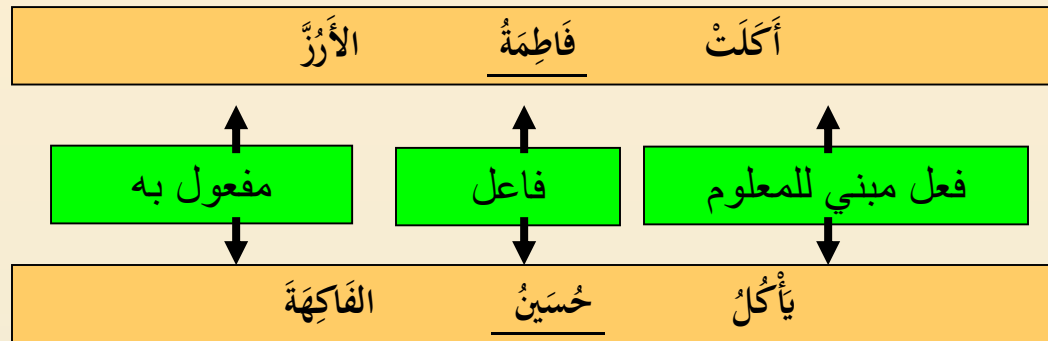 أَكَلَتْ فَاطِمَةُ الأَرُزَّ
فعل مبني للمعلوم فاعل مفعول به
يَأْكُلُ حُسَينُ الفَاكِهَةَ